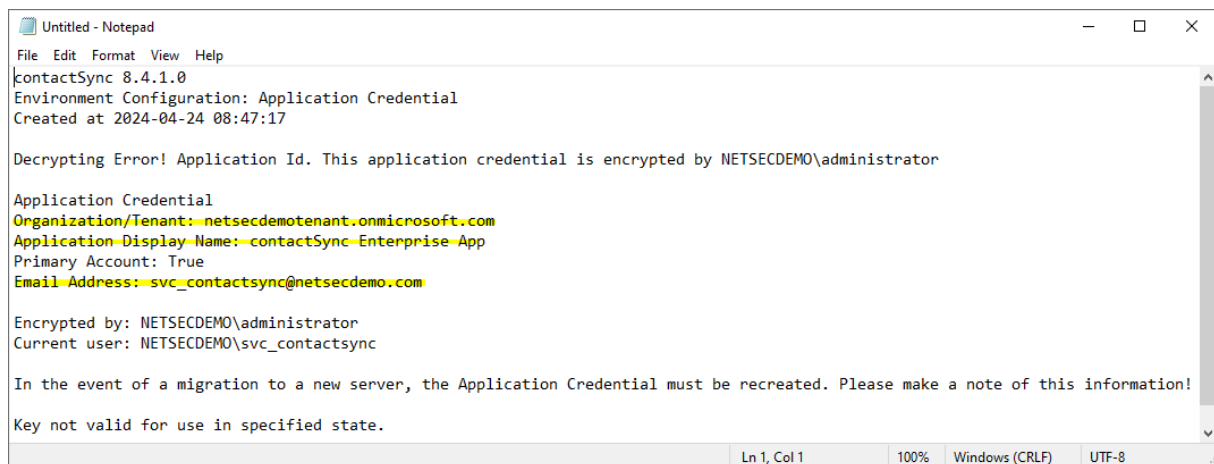 Untitled - Notepad
File Edit Format View Help
contactSync 8.4.1.0
Environment Configuration: Application Credential
Created at 2024-04-24 08:47:17
Decrypting Error! Application Id. This application credential is encrypted by NETSECDEMO\administrator
Application Credential
Organization/Tenant: netsecdemotenant.onmicrosoft.com
Application Display Name: contactSync Enterprise App
Primary Account: True
Email Address: svc_contactsync@netsecdemo.com
Encrypted by: NETSECDEMO\administrator
Current user: NETSECDEMO\svc_contactsync
In the event of a migration to a new server, the Application Credential must be recreated. Please make a note of this information!
Key not valid for use in specified state.
Ln 1, Col 1 100% Windows (CRLF) UTF-8